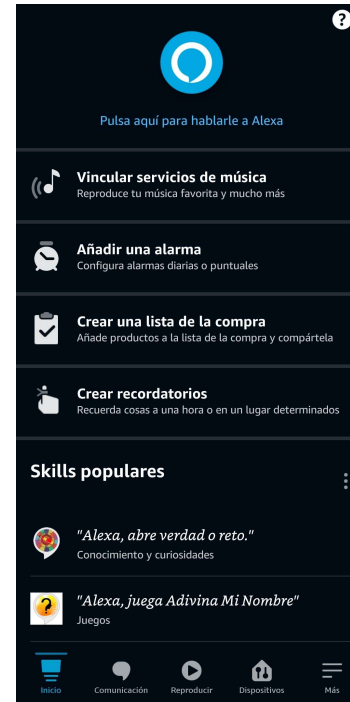 ?
Pulsa aquí para hablarle a Alexa
Vincular servicios de música
Reproduce tu música favorita y mucho más
Añadir una alarma
Configura alarmas diarias o puntuales
Crear una lista de la compra
Añade productos a la lista de la compra y compártela
Crear recordatorios
Recuerda cosas a una hora o en un lugar determinados
Skills populares
"Alexa, abre verdad o reto."
Conocimiento y curiosidades
?
"Alexa, juega Adivina Mi Nombre"
Juegos
Inicio Comunicación Reproducir Dispositivos Más